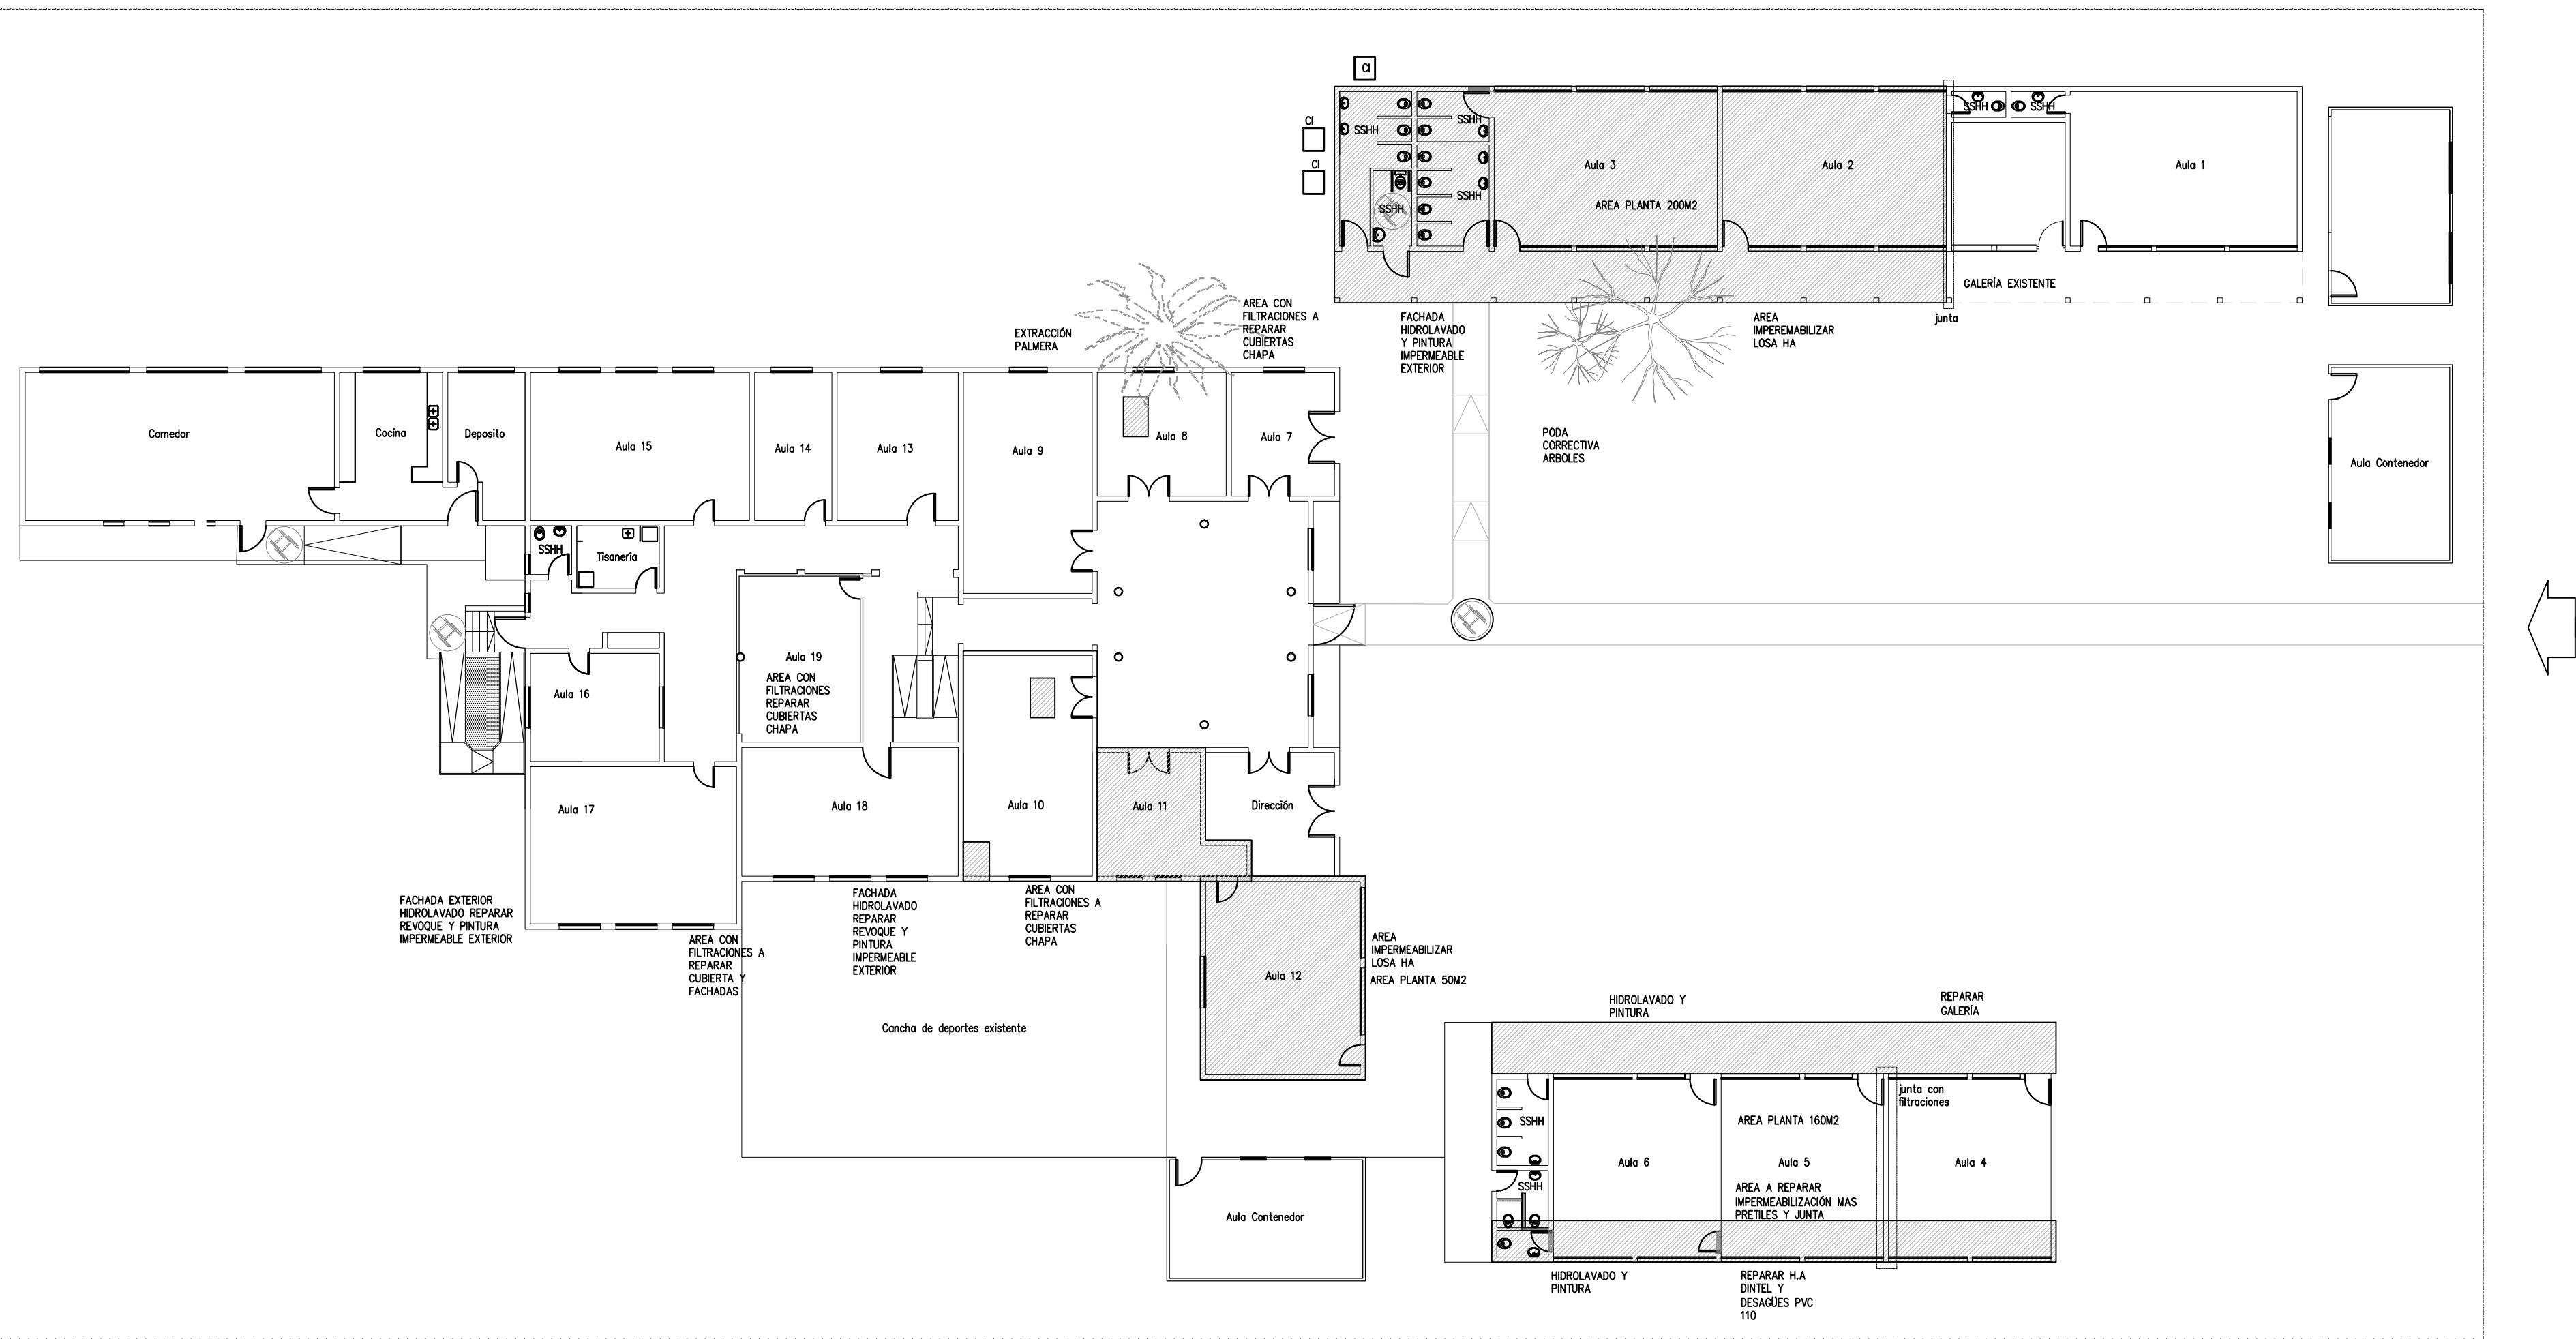 CI
CI
CI
SSHH
SSHH
SSHH
SSHH
Aula 3
AREA PLANTA 200M2
Aula 2
SSHH
SSHH
Aula 1
GALERÍA EXISTENTE
junta
FACHADA
HIDROLAVADO
Y PINTURA
IMPERMEABLE
EXTERIOR
AREA
IMPEREMABILIZAR
LOSA HA
AREA CON
FILTRACIONES A
REPARAR
CUBIERTAS
CHAPA
EXTRACCIÓN
PALMERA
PODA
CORRECTIVA
ARBOLES
Aula Contenedor
Comedor
Cocina
Deposito
Aula 15
Aula 14
Aula 13
Aula 9
Aula 8
Aula 7
SSHH
Tisaneria
Aula 16
Aula 19
AREA CON
FILTRACIONES
REPARAR
CUBIERTAS
CHAPA
Aula 17
Aula 18
Aula 10
Aula 11
Dirección
FACHADA EXTERIOR
HIDROLAVADO REPARAR
REVOQUE Y PINTURA
IMPERMEABLE EXTERIOR
AREA CON
FILTRACIONES A
REPARAR
CUBIERTA Y
FACHADAS
FACHADA
HIDROLAVADO
REPARAR
REVOQUE Y
PINTURA
IMPERMEABLE
EXTERIOR
AREA CON
FILTRACIONES A
REPARAR
CUBIERTAS
CHAPA
Aula 12
AREA
IMPERMEABILIZAR
LOSA HA
AREA PLANTA 50M2
Cancha de deportes existente
Aula Contenedor
HIDROLAVADO Y
PINTURA
REPARAR
GALERÍA
junta con
filtraciones
SSHH
SSHH
AREA PLANTA 160M2
Aula 6
Aula 5
Aula 4
AREA A REPARAR
IMPERMEABILIZACIÓN MAS
PRETILES Y JUNTA
HIDROLAVADO Y
PINTURA
REPARAR H.A
DINTEL Y
DESAGÜES PVC
110